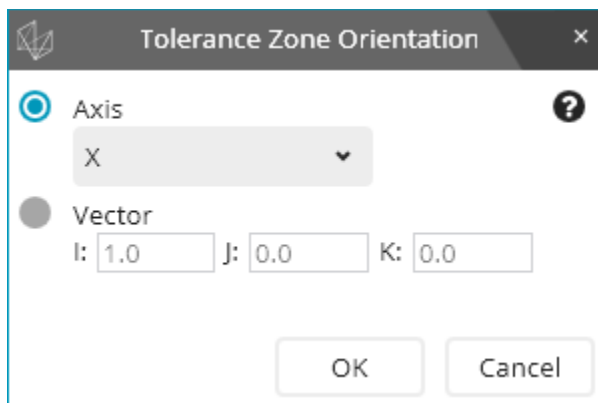 Tolerance Zone Orientation ×
Axis ?
X
Vector
I: 1.0 J: 0.0 K: 0.0
OK Cancel